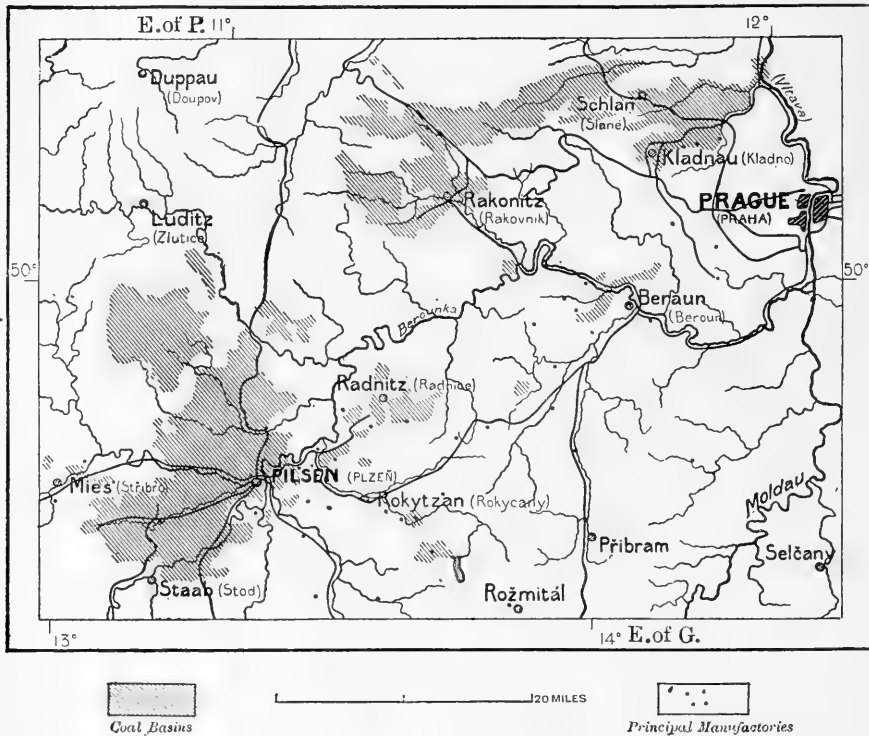 E. of P. 11°
12°
Duppau
(Doupov)
(Vltava)
Schlan
(Slané)
Kladnau (Kladno)
PRAGUE
(PRAHA)
Rakonitz
(Rakovnik)
Luditz
(Zlutice)
50°
50°
Beraun
(Beroun)
Berounka
Radnitz (Radnice)
PILSEN (PLZEŇ)
Mies (Stříbro)
Rokytzan (Rokycany)
Moldau
Přibram
Selčany
Staab (Stod)
Rožmitál
13°
14° E. of G.
20 MILES
Coal Basins
Principal Manufactories